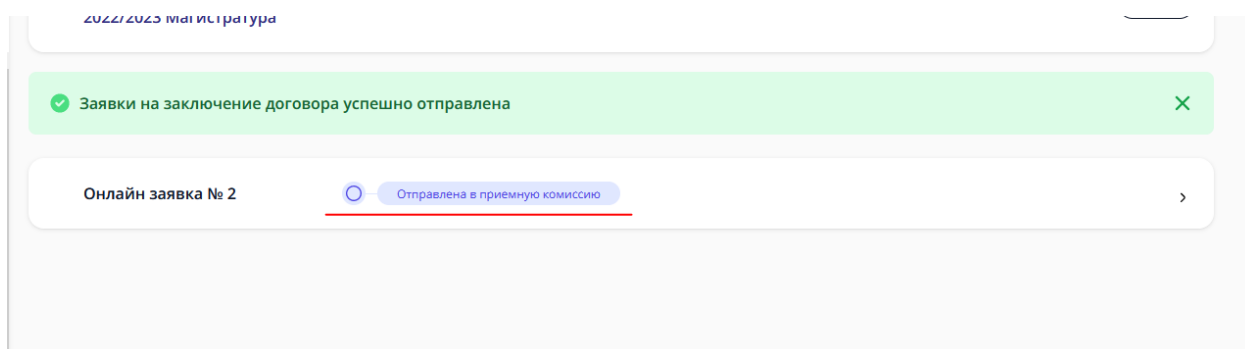 2022/2023 Магистратура
Заявки на заключение договора успешно отправлена
Онлайн заявка № 2
Отправлена в приемную комиссию